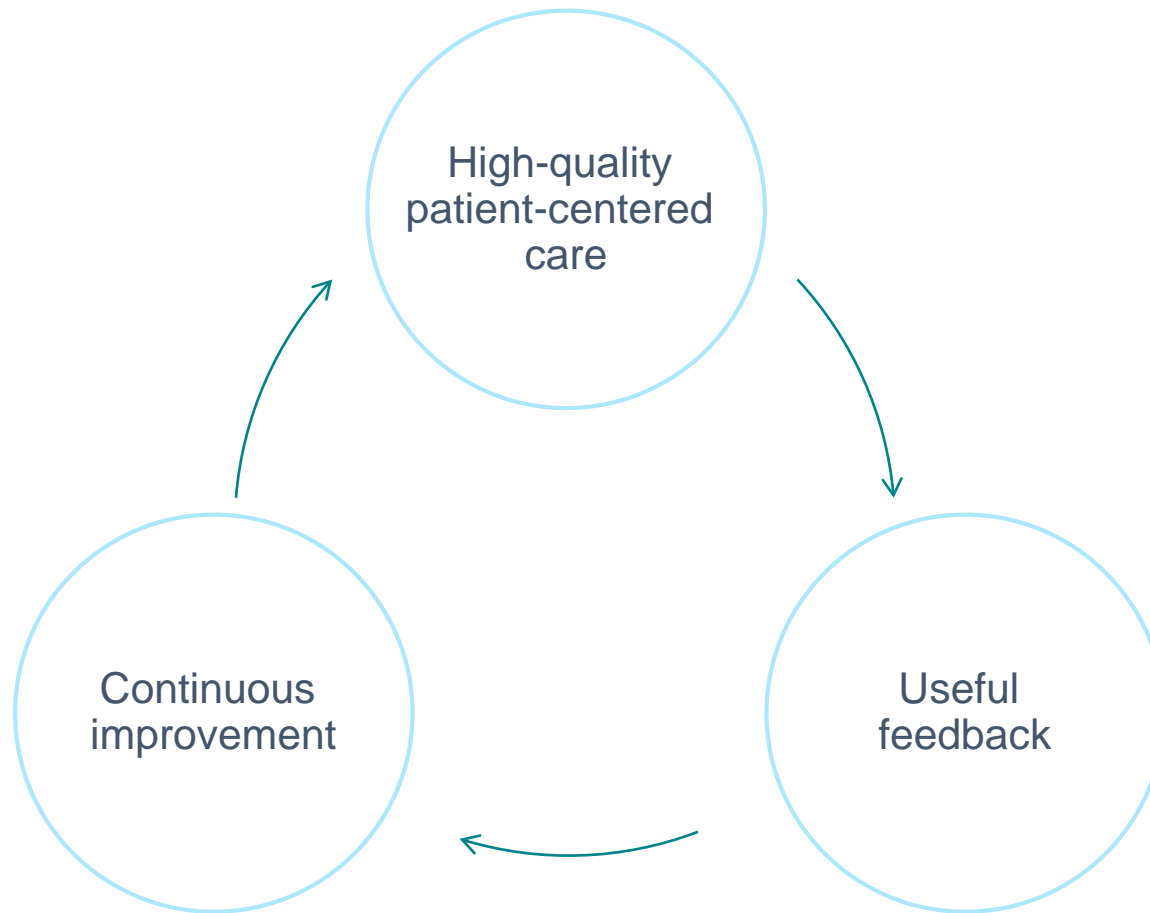 High-quality
patient-centered
care
Continuous
improvement
Useful
feedback